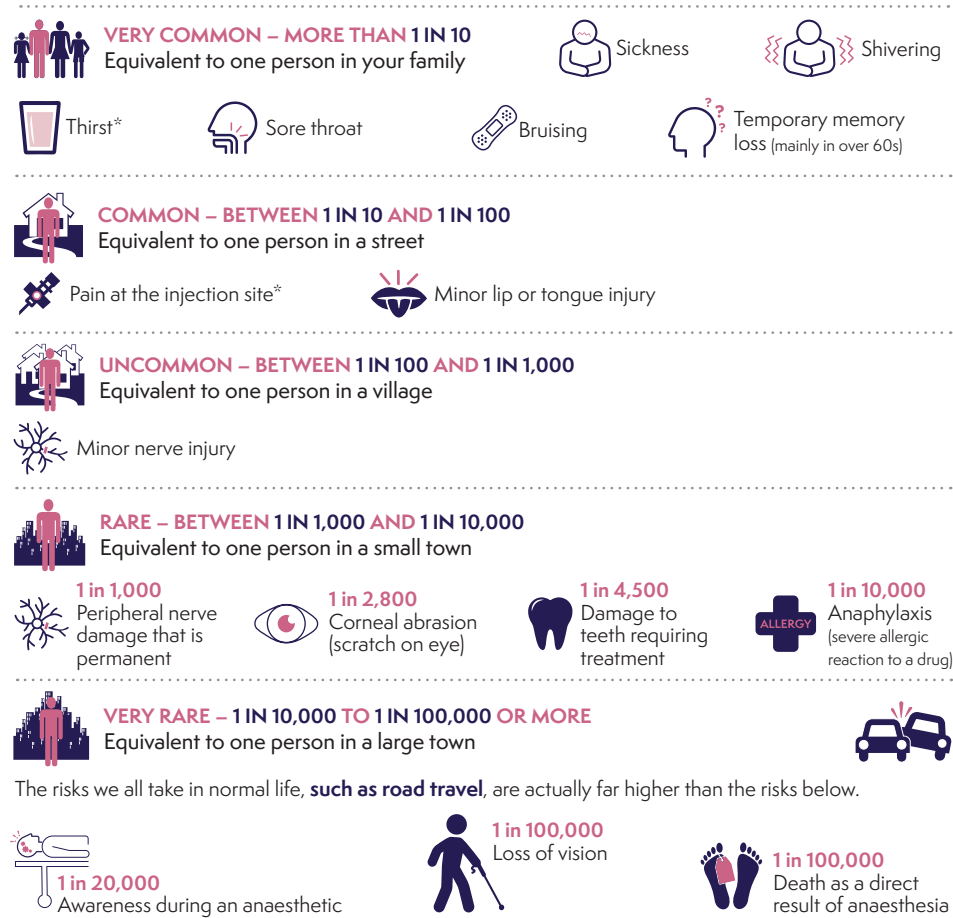 VERY COMMON – MORE THAN 1 IN 10
Equivalent to one person in your family
Sickness
Shivering
Thirst*
Sore throat
Bruising
Temporary memory
loss (mainly in over 60s)
???
COMMON – BETWEEN 1 IN 10 AND 1 IN 100
Equivalent to one person in a street
Pain at the injection site*
Minor lip or tongue injury
UNCOMMON – BETWEEN 1 IN 100 AND 1 IN 1,000
Equivalent to one person in a village
Minor nerve injury
RARE – BETWEEN 1 IN 1,000 AND 1 IN 10,000
Equivalent to one person in a small town
1 in 1,000
Peripheral nerve
damage that is
permanent
1 in 2,800
Corneal abrasion
(scratch on eye)
1 in 4,500
Damage to
teeth requiring
treatment
ALLERGY
1 in 10,000
Anaphylaxis
(severe allergic
reaction to a drug)
VERY RARE – 1 IN 10,000 TO 1 IN 100,000 OR MORE
Equivalent to one person in a large town
The risks we all take in normal life, such as road travel, are actually far higher than the risks below.
1 in 20,000
Awareness during an anaesthetic
1 in 100,000
Loss of vision
1 in 100,000
Death as a direct
result of anaesthesia